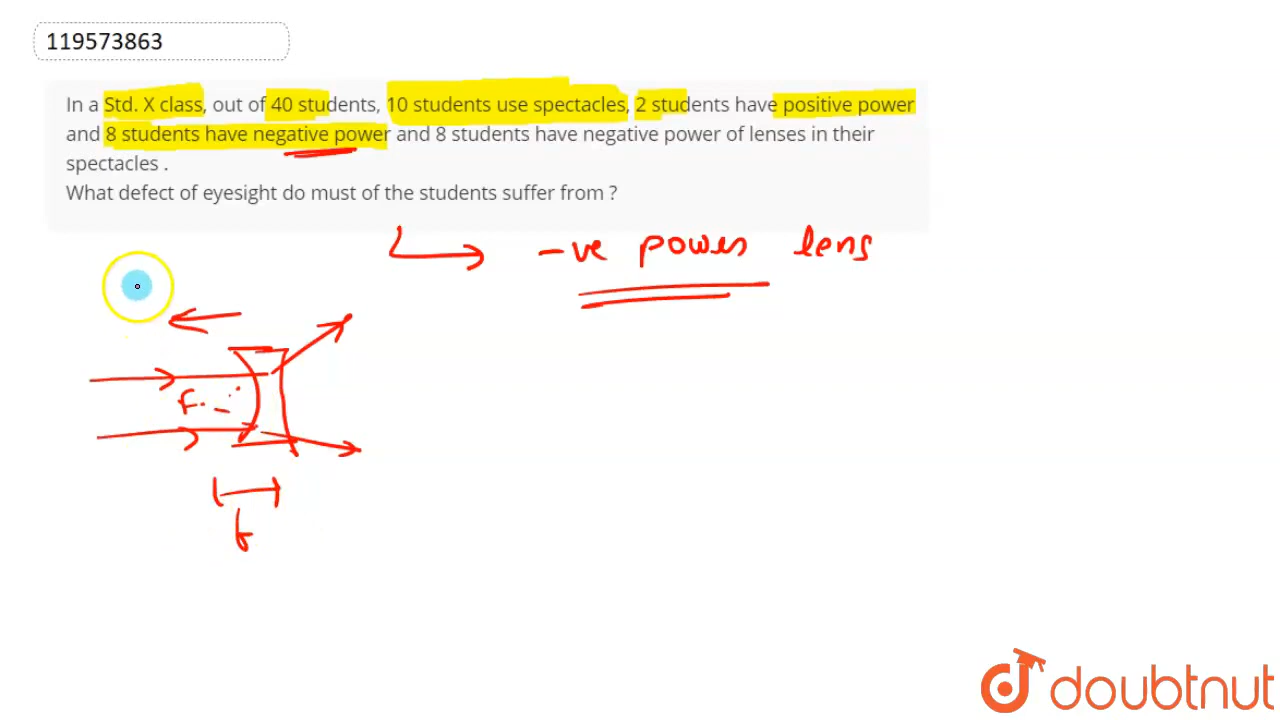 119573863
In a Std. X class, out of 40 students, 10 students use spectacles, 2 students have positive power
and 8 students have negative power and 8 students have negative power of lenses in their
spectacles .
What defect of eyesight do must of the students suffer from ?
-ve power lens
F
f
doubtnut